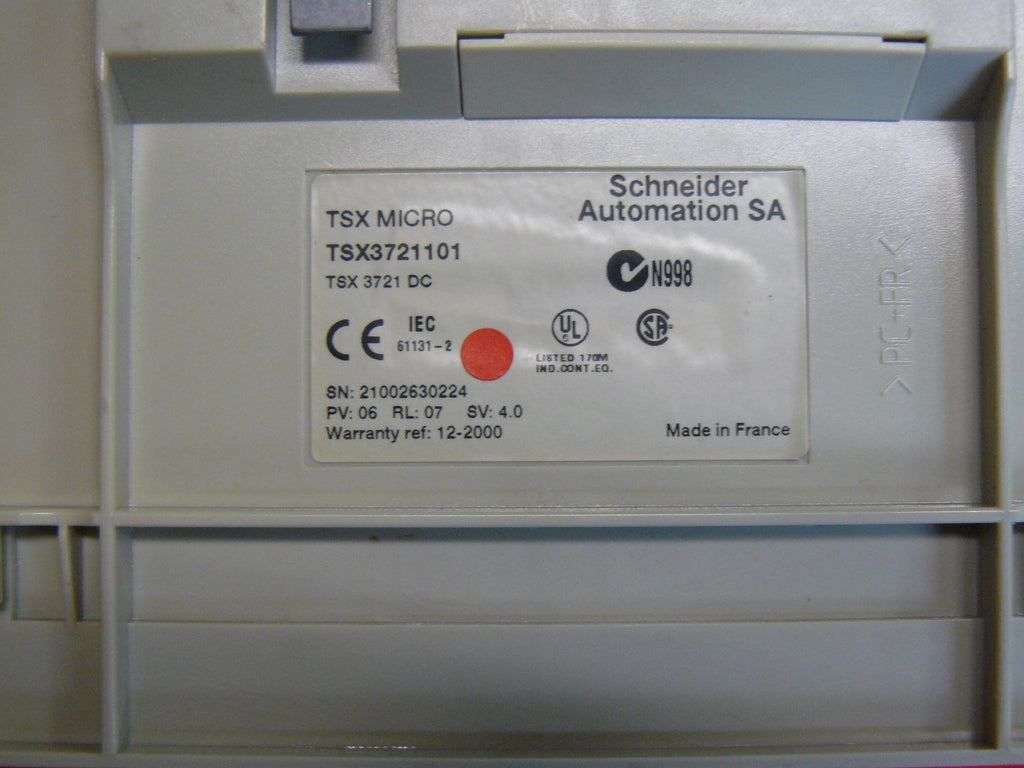 Schneider
Automation SA
TSX MICRO
TSX3721101
TSX 3721 DC
N998
CE
IEC
61131-2
UL
LISTED 170M
IND.CONT.EQ.
SA
SN: 21002630224
PV: 06 RL: 07 SV: 4.0
Warranty ref: 12-2000
Made in France
>PC-FR<